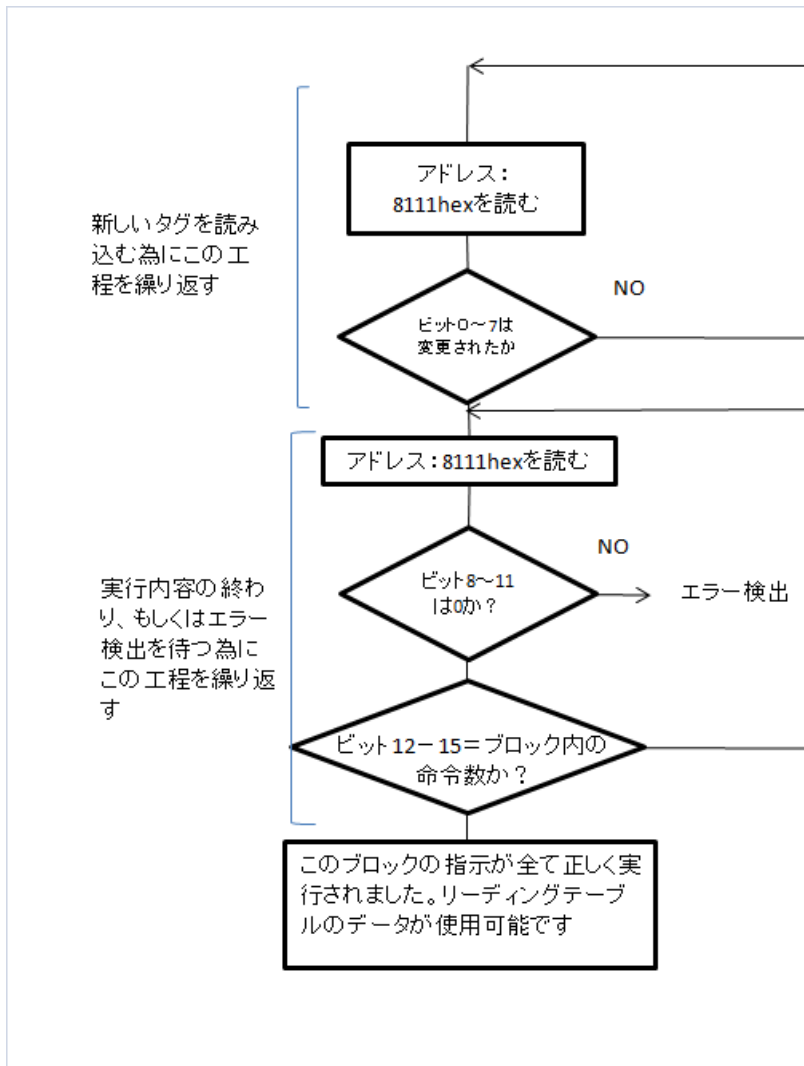 アドレス：
8111hexを読む
新しいタグを読み
込む為にこの工
程を繰り返す
NO
ビット0～7は
変更されたか
アドレス：8111hexを読む
NO
ビット8～11
は0か？
エラー検出
実行内容の終わ
り、もしくはエラー
検出を待つ為に
この工程を繰り返
す
ビット12－15＝ブロック内の
命令数か？
このブロックの指示が全て正しく実
行されました。リーディングテーブ
ルのデータが使用可能です